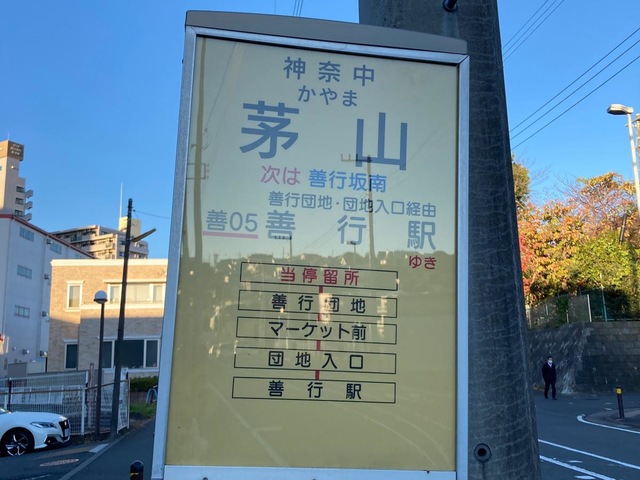 神奈中
かやま
茅山
次は 善行坂南
善行団地・団地入口経由
善05 善行駅
ゆき
当停留所
善行団地
マーケット前
団地入口
善行駅